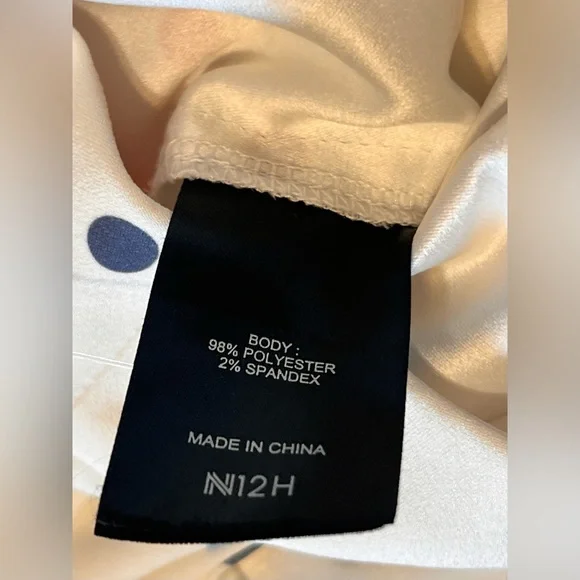 BODY :
98% POLYESTER
2% SPANDEX
MADE IN CHINA
N12H